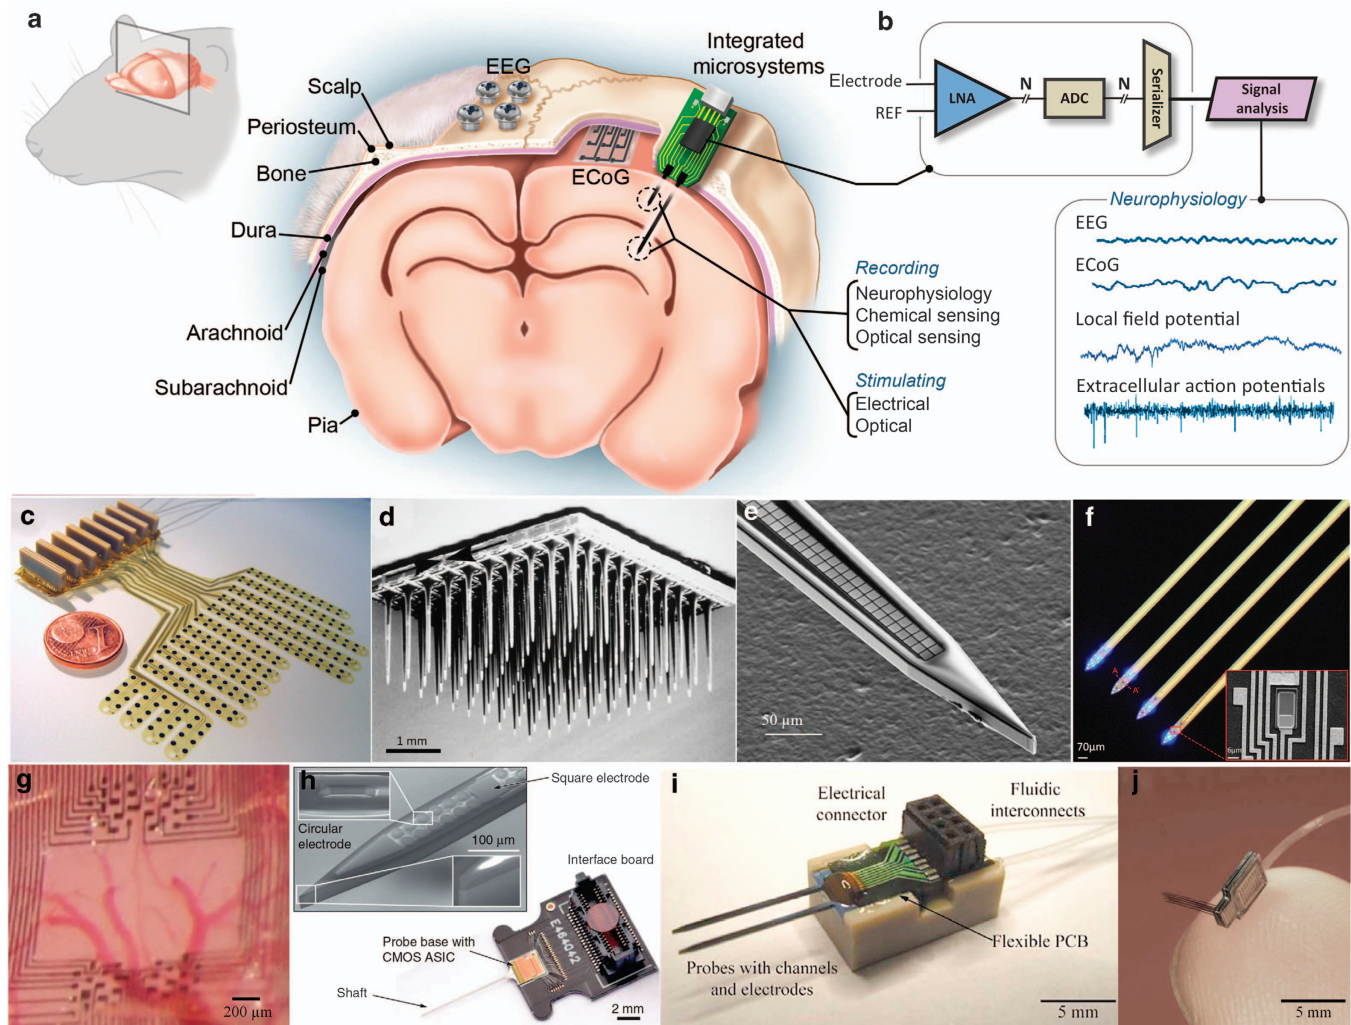 a
EEG
Integrated
microsystems
Scalp
Periosteum
Bone
ECoG
Dura
Arachnoid
Subarachnoid
Pia
Recording
Neurophysiology
Chemical sensing
Optical sensing
Stimulating
Electrical
Optical
b
Electrode
REF
LNA
N
ADC
N
Serializer
Signal
analysis
Neurophysiology
EEG
ECoG
Local field potential
Extracellular action potentials
c
d
1 mm
e
50 µm
f
A
A'
70µm
6µm
g
200 µm
h
Square electrode
Circular
electrode
100 µm
Interface board
E464042
Probe base with
CMOS ASIC
Shaft
2 mm
i
Electrical
connector
Fluidic
interconnects
Flexible PCB
Probes with channels
and electrodes
5 mm
j
5 mm